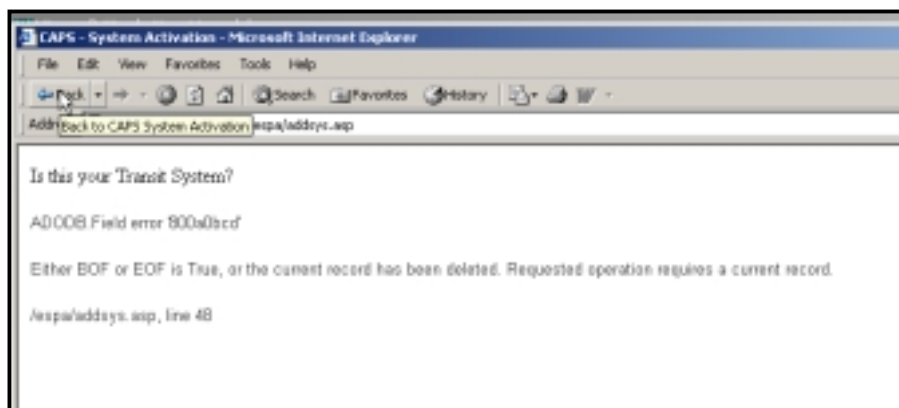 CAPS - System Activation - Microsoft Internet Explorer
File Edit View Favorites Tools Help
Back Search Favorites History
Back to CAPS System Activation espa/addsys.asp
Is this your Transit System?
ADODB.Field error '800a0bcd'
Either BOF or EOF is True, or the current record has been deleted. Requested operation requires a current record.
/espa/addsys.asp, line 48